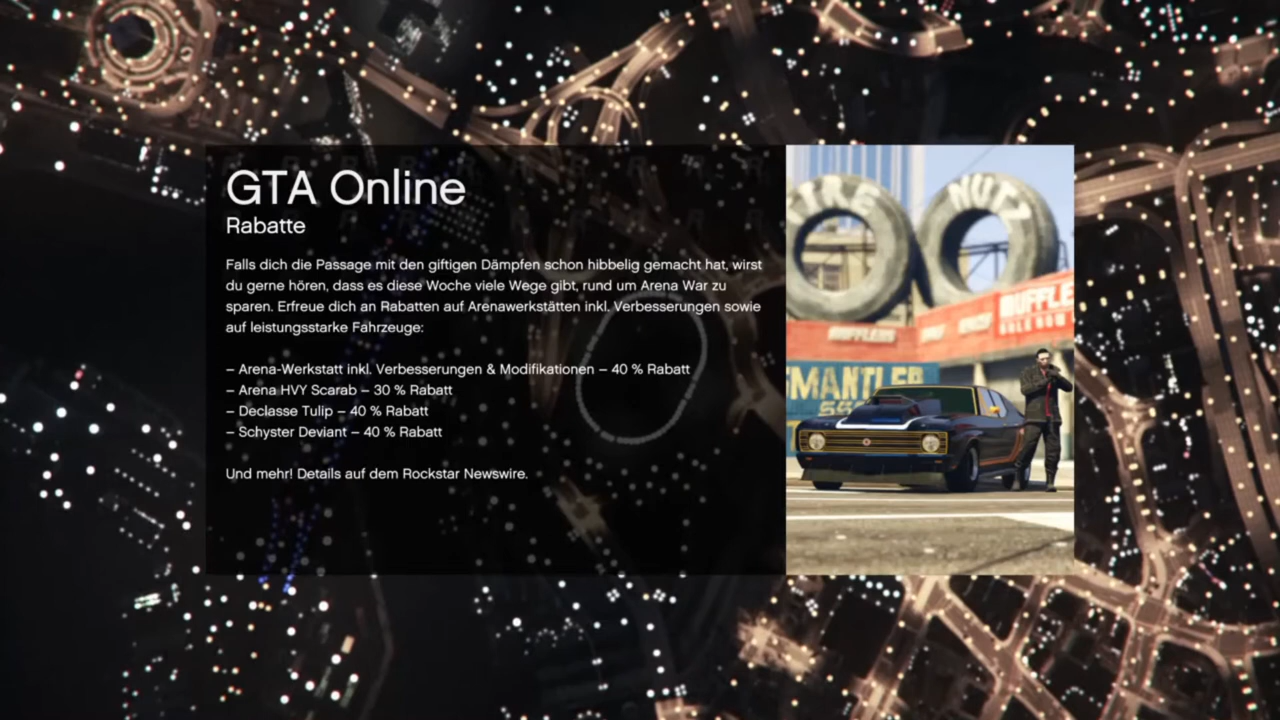 GTA Online
Rabatte
Falls dich die Passage mit den giftigen Dämpfen schon hibbelig gemacht hat, wirst
du gerne hören, dass es diese Woche viele Wege gibt, rund um Arena War zu
sparen. Erfreue dich an Rabatten auf Arenawerkstätten inkl. Verbesserungen sowie
auf leistungsstarke Fahrzeuge:
– Arena-Werkstatt inkl. Verbesserungen & Modifikationen – 40 % Rabatt
– Arena HVY Scarab – 30 % Rabatt
– Declasse Tulip – 40 % Rabatt
– Schyster Deviant – 40 % Rabatt
Und mehr! Details auf dem Rockstar Newswire.
NUTZ
MUFFLE
MUFFLERS